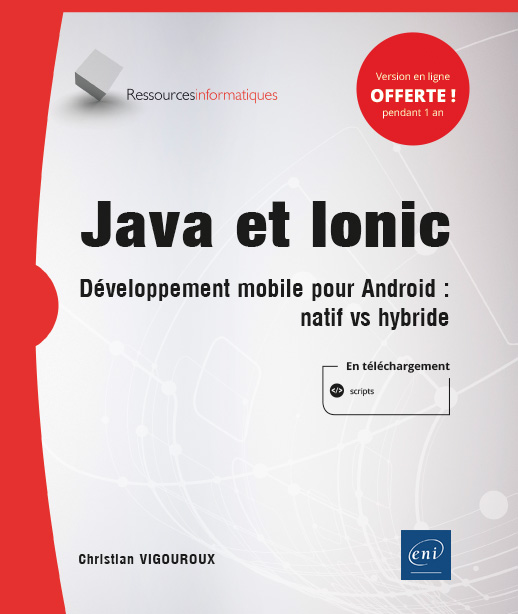 Ressourcesinformatiques
Version en ligne
OFFERTE !
pendant 1 an
Java et Ionic
Développement mobile pour Android :
natif vs hybride
En téléchargement
</> scripts
Christian VIGOUROUX
eni